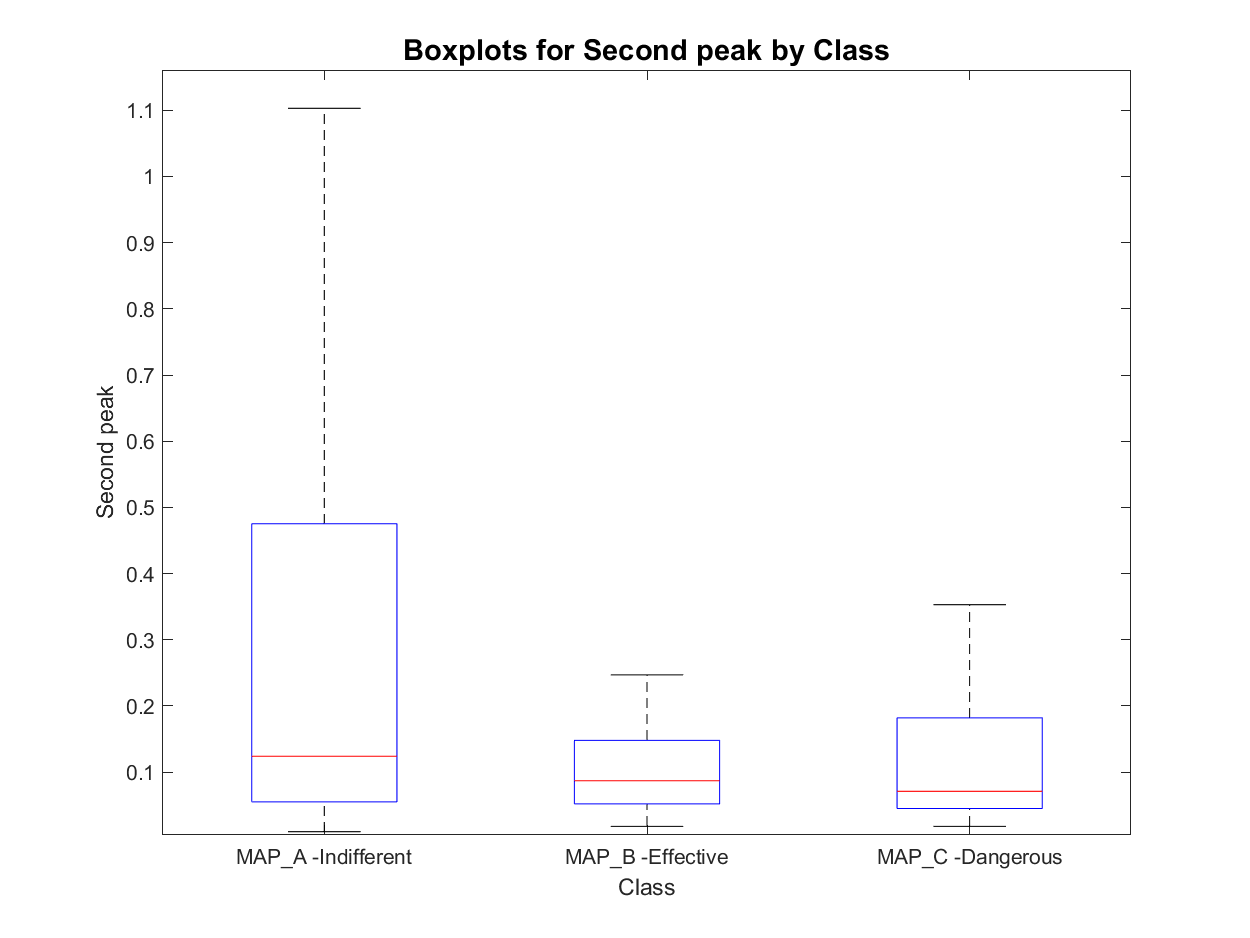 Boxplots for Second peak by Class
1.1
1
0.9
0.8
0.7
0.6
0.5
0.4
0.3
0.2
0.1
Second peak
MAP_A -Indifferent
MAP_B -Effective
MAP_C -Dangerous
Class